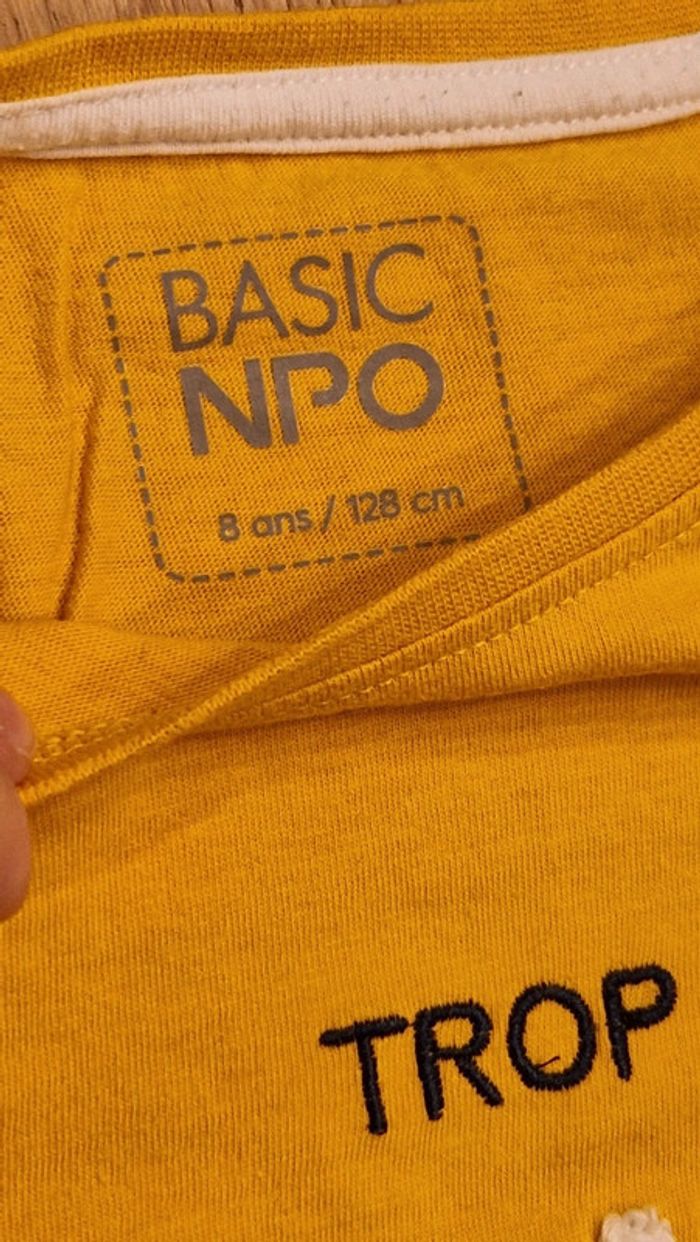 BASIC
NPO
8 ans / 128 cm
TROP